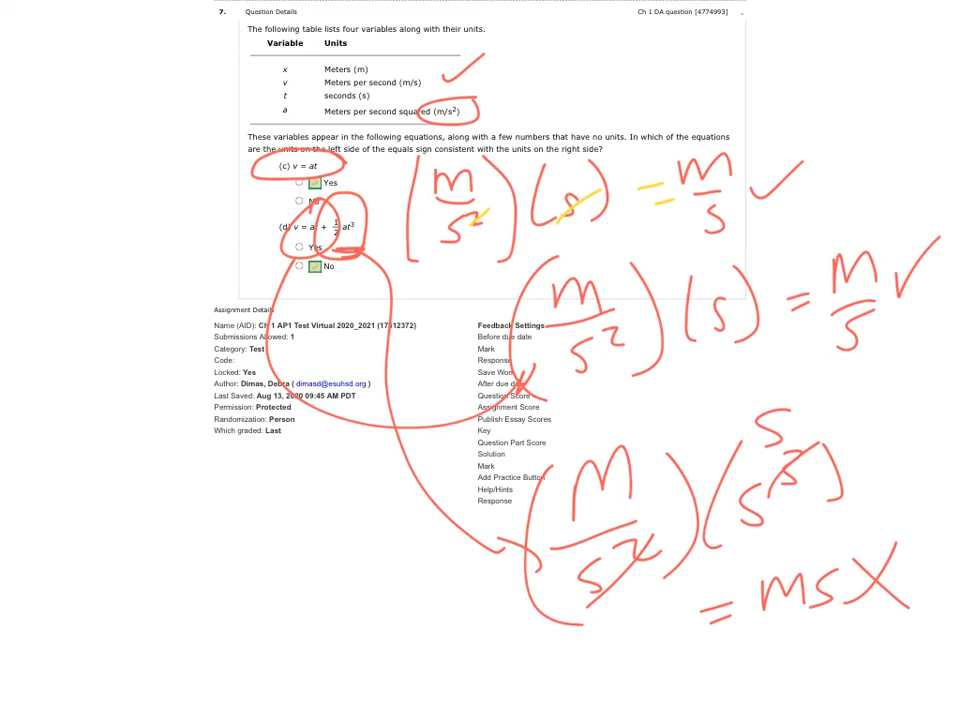 7. Question Details Ch 1 DA question [4774993]
The following table lists four variables along with their units.
Variable Units
x Meters (m)
v Meters per second (m/s)
t seconds (s)
a Meters per second squared (m/s²)
These variables appear in the following equations, along with a few numbers that have no units. In which of the equations
are the units on the left side of the equals sign consistent with the units on the right side?
(c) v = at
Yes
No
(d) v = at + 1/2 at³
Yes
No
(m/s²)(s) = m/s ✓
(m/s²)(s) = m/s ✓
(m/s²)(s³) s
= ms X
Assignment Details
Name (AID): Ch 1 AP1 Test Virtual 2020_2021 (17312372)
Submissions Allowed: 1
Category: Test
Code:
Locked: Yes
Author: Dimas, Debra ( dimasd@esuhsd.org )
Last Saved: Aug 13, 2020 09:45 AM PDT
Permission: Protected
Randomization: Person
Which graded: Last
Feedback Settings
Before due date
Mark
Response
Save Work
After due date
Question Score
Assignment Score
Publish Essay Scores
Key
Question Part Score
Solution
Mark
Add Practice Button
Help/Hints
Response